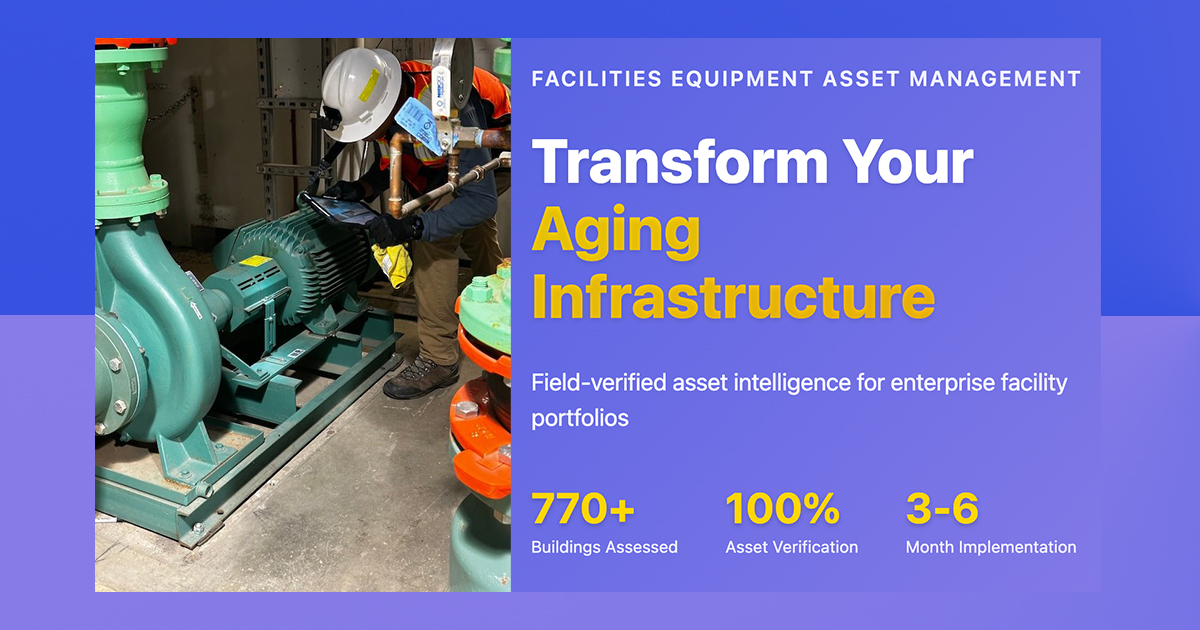 FACILITIES EQUIPMENT ASSET MANAGEMENT
Transform Your
Aging
Infrastructure
Field-verified asset intelligence for enterprise facility
portfolios
770+ 100% 3-6
Buildings Assessed Asset Verification Month Implementation